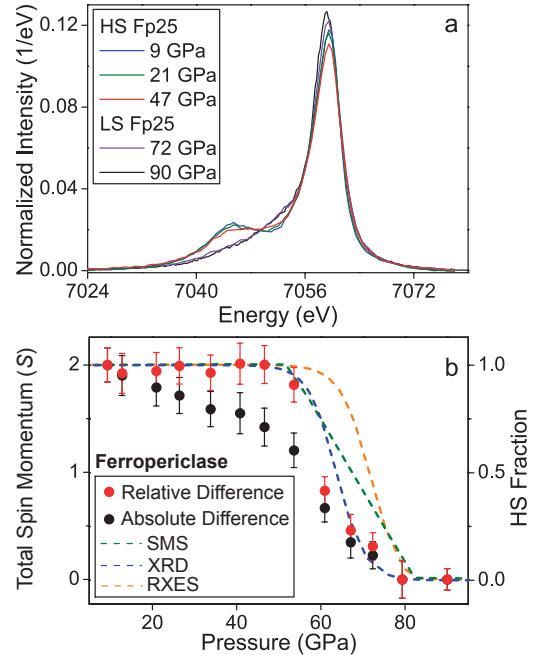 a
0.12
0.08
0.04
0.00
Normalized Intensity (1/eV)
HS Fp25
9 GPa
21 GPa
47 GPa
LS Fp25
72 GPa
90 GPa
7024
7040
7056
7072
Energy (eV)
b
2
1
0
Total Spin Momentum (S)
1.0
0.5
0.0
HS Fraction
Ferropericlase
Relative Difference
Absolute Difference
SMS
XRD
RXES
20
40
60
80
Pressure (GPa)